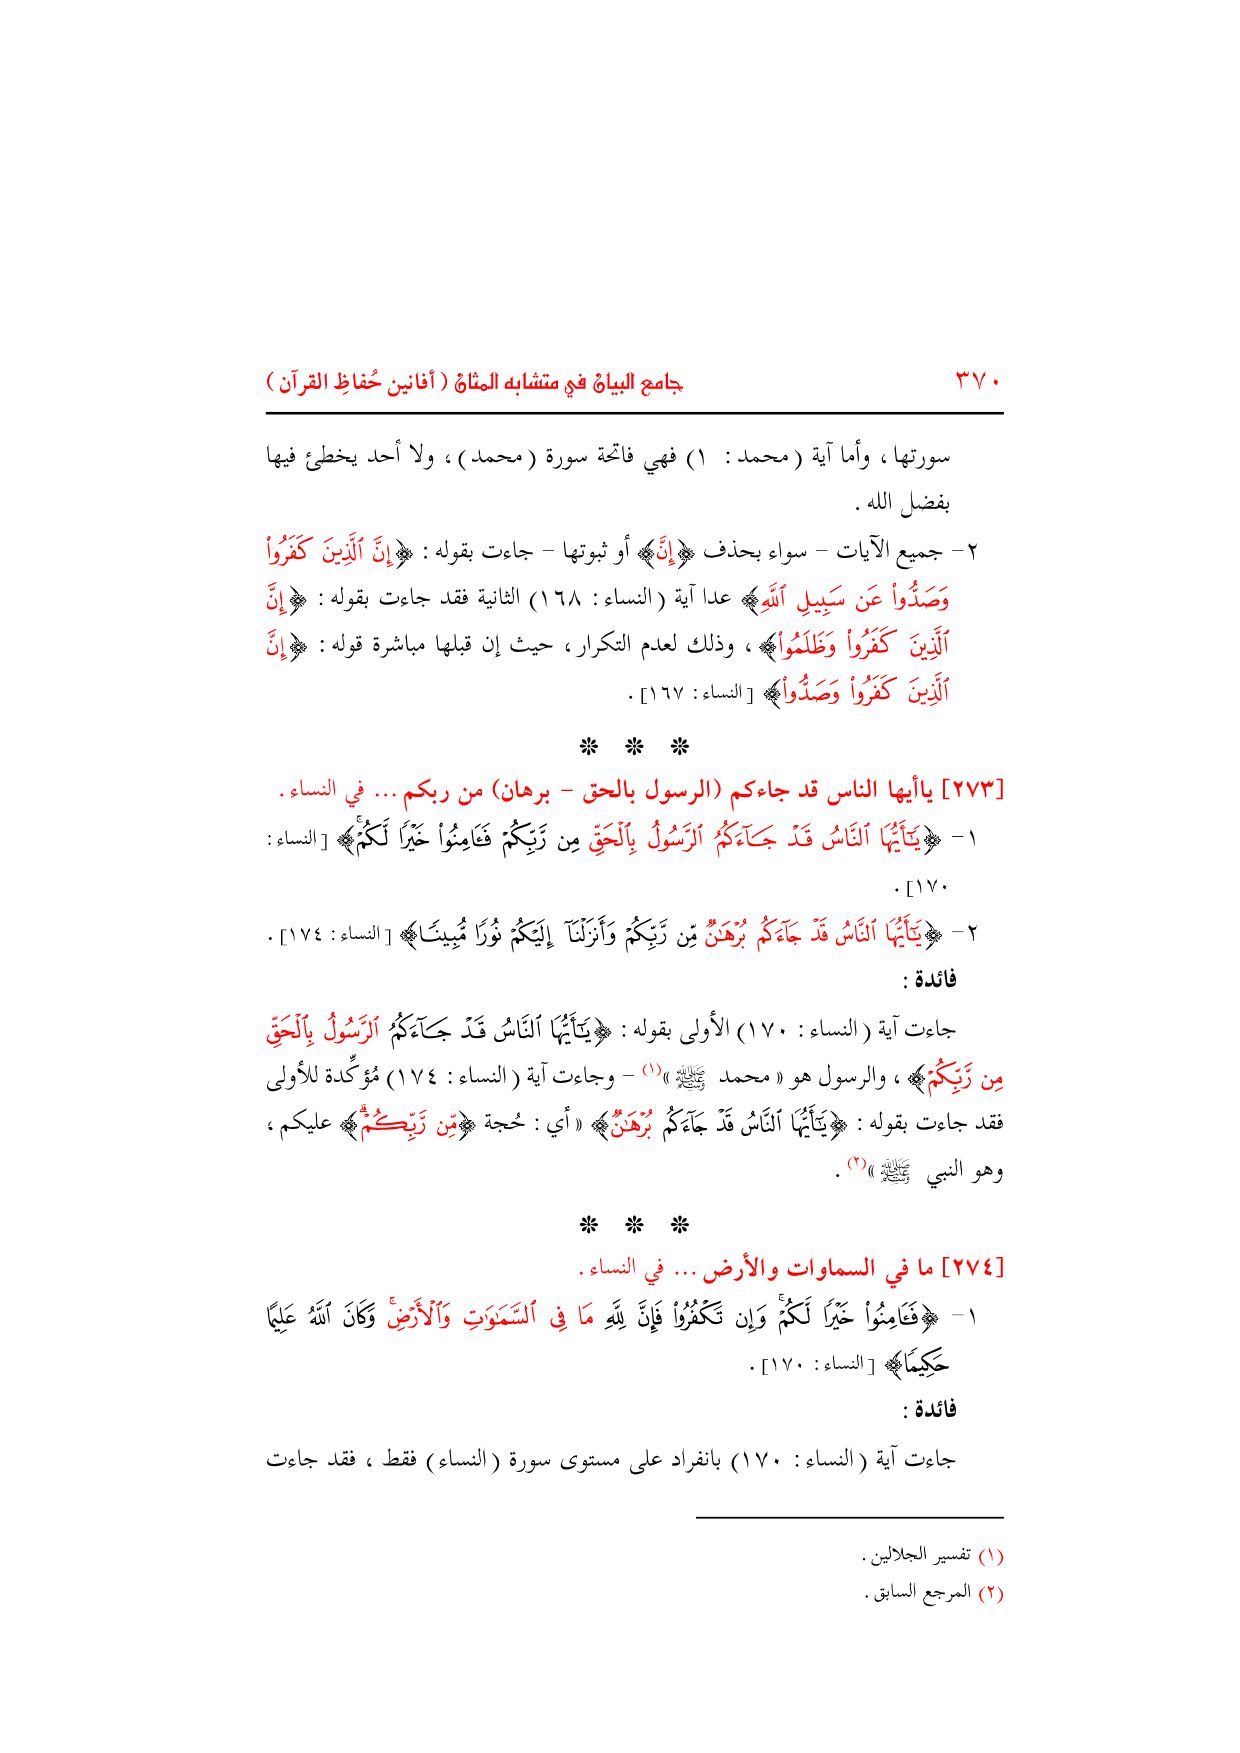 ٣٧٠ جامع البيان في متشابه المثان ( أفانين حُفاظِ القرآن )
سورتها ، وأما آية ( محمد : ١) فهي فاتحة سورة ( محمد ) ، ولا أحد يخطئ فيها
بفضل الله .
٢- جميع الآيات – سواء بحذف ﴿إِنَّ﴾ أو ثبوتها – جاءت بقوله : ﴿إِنَّ ٱلَّذِينَ كَفَرُوا۟
وَصَدُّوا۟ عَن سَبِيلِ ٱللَّهِ﴾ عدا آية ( النساء : ١٦٨) الثانية فقد جاءت بقوله : ﴿إِنَّ
ٱلَّذِينَ كَفَرُوا۟ وَظَلَمُوا۟﴾ ، وذلك لعدم التكرار ، حيث إن قبلها مباشرة قوله : ﴿إِنَّ
ٱلَّذِينَ كَفَرُوا۟ وَصَدُّوا۟﴾ [ النساء : ١٦٧] .
❊ ❊ ❊
[٢٧٣] ياأيها الناس قد جاءكم (الرسول بالحق – برهان) من ربكم ... في النساء .
١- ﴿يَـٰٓأَيُّهَا ٱلنَّاسُ قَدْ جَآءَكُمُ ٱلرَّسُولُ بِٱلْحَقِّ مِن رَّبِّكُمْ فَـَٔامِنُوا۟ خَيْرًا لَّكُمْ ۚ﴾ [ النساء :
١٧٠] .
٢- ﴿يَـٰٓأَيُّهَا ٱلنَّاسُ قَدْ جَآءَكُم بُرْهَـٰنٌ مِّن رَّبِّكُمْ وَأَنزَلْنَآ إِلَيْكُمْ نُورًا مُّبِينًا﴾ [ النساء : ١٧٤] .
فائدة :
جاءت آية ( النساء : ١٧٠) الأولى بقوله : ﴿يَـٰٓأَيُّهَا ٱلنَّاسُ قَدْ جَآءَكُمُ ٱلرَّسُولُ بِٱلْحَقِّ
مِن رَّبِّكُمْ﴾ ، والرسول هو « محمد ﷺ »(١) – وجاءت آية ( النساء : ١٧٤) مُؤكِّدة للأولى
فقد جاءت بقوله : ﴿يَـٰٓأَيُّهَا ٱلنَّاسُ قَدْ جَآءَكُم بُرْهَـٰنٌ﴾ « أي : حُجة ﴿مِّن رَّبِّكُمْ﴾ عليكم ،
وهو النبي ﷺ »(٢) .
❊ ❊ ❊
[٢٧٤] ما في السماوات والأرض ... في النساء .
١- ﴿فَـَٔامِنُوا۟ خَيْرًا لَّكُمْ ۚ وَإِن تَكْفُرُوا۟ فَإِنَّ لِلَّهِ مَا فِى ٱلسَّمَـٰوَٰتِ وَٱلْأَرْضِ ۚ وَكَانَ ٱللَّهُ عَلِيمًا
حَكِيمًا﴾ [ النساء : ١٧٠] .
فائدة :
جاءت آية ( النساء : ١٧٠) بانفراد على مستوى سورة ( النساء ) فقط ، فقد جاءت
(١) تفسير الجلالين .
(٢) المرجع السابق .